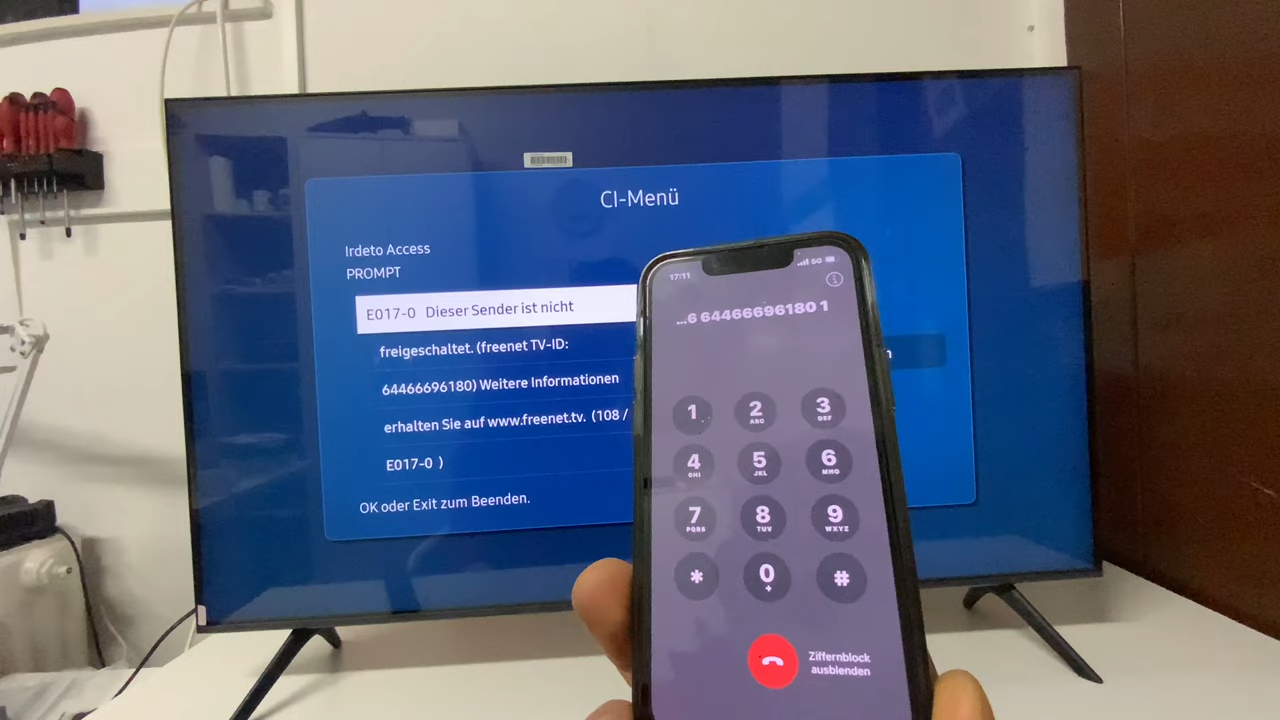 CI-Menü
Irdeto Access
PROMPT
E017-0 Dieser Sender ist nicht
freigeschaltet. (freenet TV-ID:
64466696180) Weitere Informationen
erhalten Sie auf www.freenet.tv. (108 /
E017-0 )
OK oder Exit zum Beenden.
n
17:11 5G
...6 64466696180 1
1 2 3
ABC DEF
4 5 6
GHI JKL MNO
7 8 9
PQRS TUV WXYZ
* 0 #
+
Ziffernblock
ausblenden